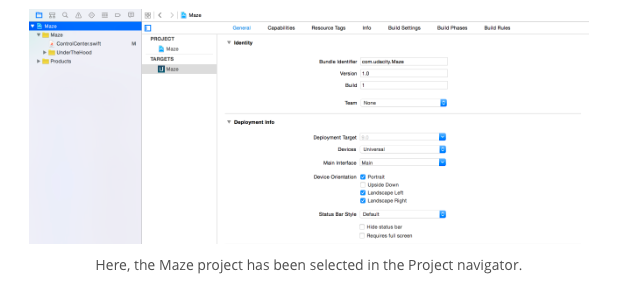 Maze
Maze
Maze
ControlCenter.swift M
UnderTheHood
Products
General Capabilities Resource Tags Info Build Settings Build Phases Build Rules
PROJECT
Maze
TARGETS
Maze
Identity
Bundle Identifier com.udacity.Maze
Version 1.0
Build 1
Team None
Deployment Info
Deployment Target
Devices Universal
Main Interface Main
Device Orientation Portrait
Upside Down
Landscape Left
Landscape Right
Status Bar Style Default
Hide status bar
Requires full screen
Here, the Maze project has been selected in the Project navigator.